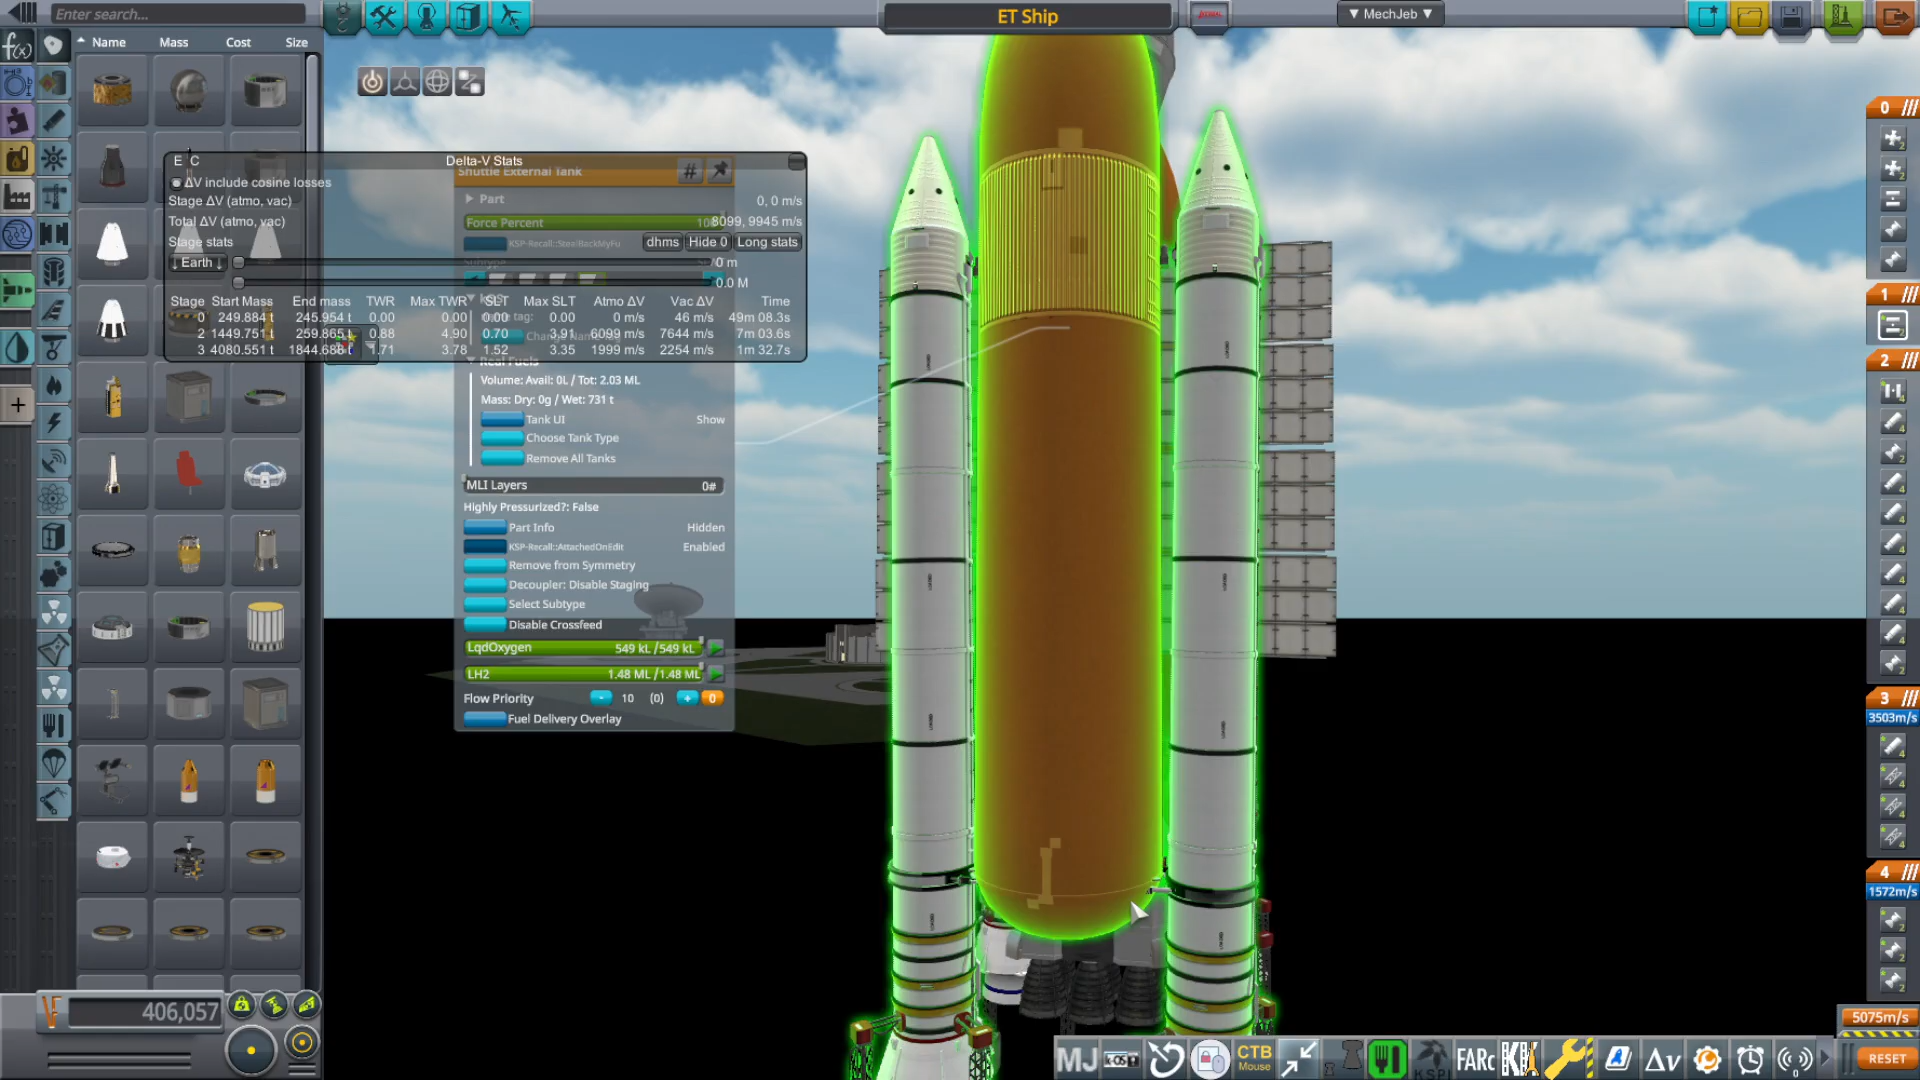 Enter search...
ET Ship
▼ MechJeb ▼
f(x)
Name Mass Cost Size
E C Delta-V Stats
Shuttle External Tank #
ΔV include cosine losses
Part
Stage ΔV (atmo, vac) 0, 0 m/s
Total ΔV (atmo, vac) 8099, 9945 m/s
Force Percent
Stage stats dhms Hide 0 Long stats
↓ Earth ↓ 0 m
0.0 M
Stage Start Mass End mass TWR Max TWR SLT Max SLT Atmo ΔV Vac ΔV Time
0 249.884 t 245.954 t 0.00 0.00 0.00 0.00 0 m/s 46 m/s 49m 08.3s
2 1449.751 t 259.865 t 0.88 4.90 0.70 3.91 6099 m/s 7644 m/s 7m 03.6s
3 4080.551 t 1844.688 t 1.71 3.78 1.52 3.35 1999 m/s 2254 m/s 1m 32.7s
Real Fuels
Volume: Avail: 0L / Tot: 2.03 ML
Mass: Dry: 0g / Wet: 731 t
Tank UI Show
Choose Tank Type
Remove All Tanks
MLI Layers 0#
Highly Pressurized?: False
Part Info Hidden
KSP-Recall::AttachedOnEdit Enabled
Remove from Symmetry
Decoupler: Disable Staging
Select Subtype
Disable Crossfeed
LqdOxygen 549 kL / 549 kL
LH2 1.48 ML / 1.48 ML
Flow Priority - 10 (0) + 0
Fuel Delivery Overlay
0
1
2
3
3503m/s
4
1572m/s
5075m/s
406,057
MJ k-OS CTB Mouse KSPI FARc Δv RESET